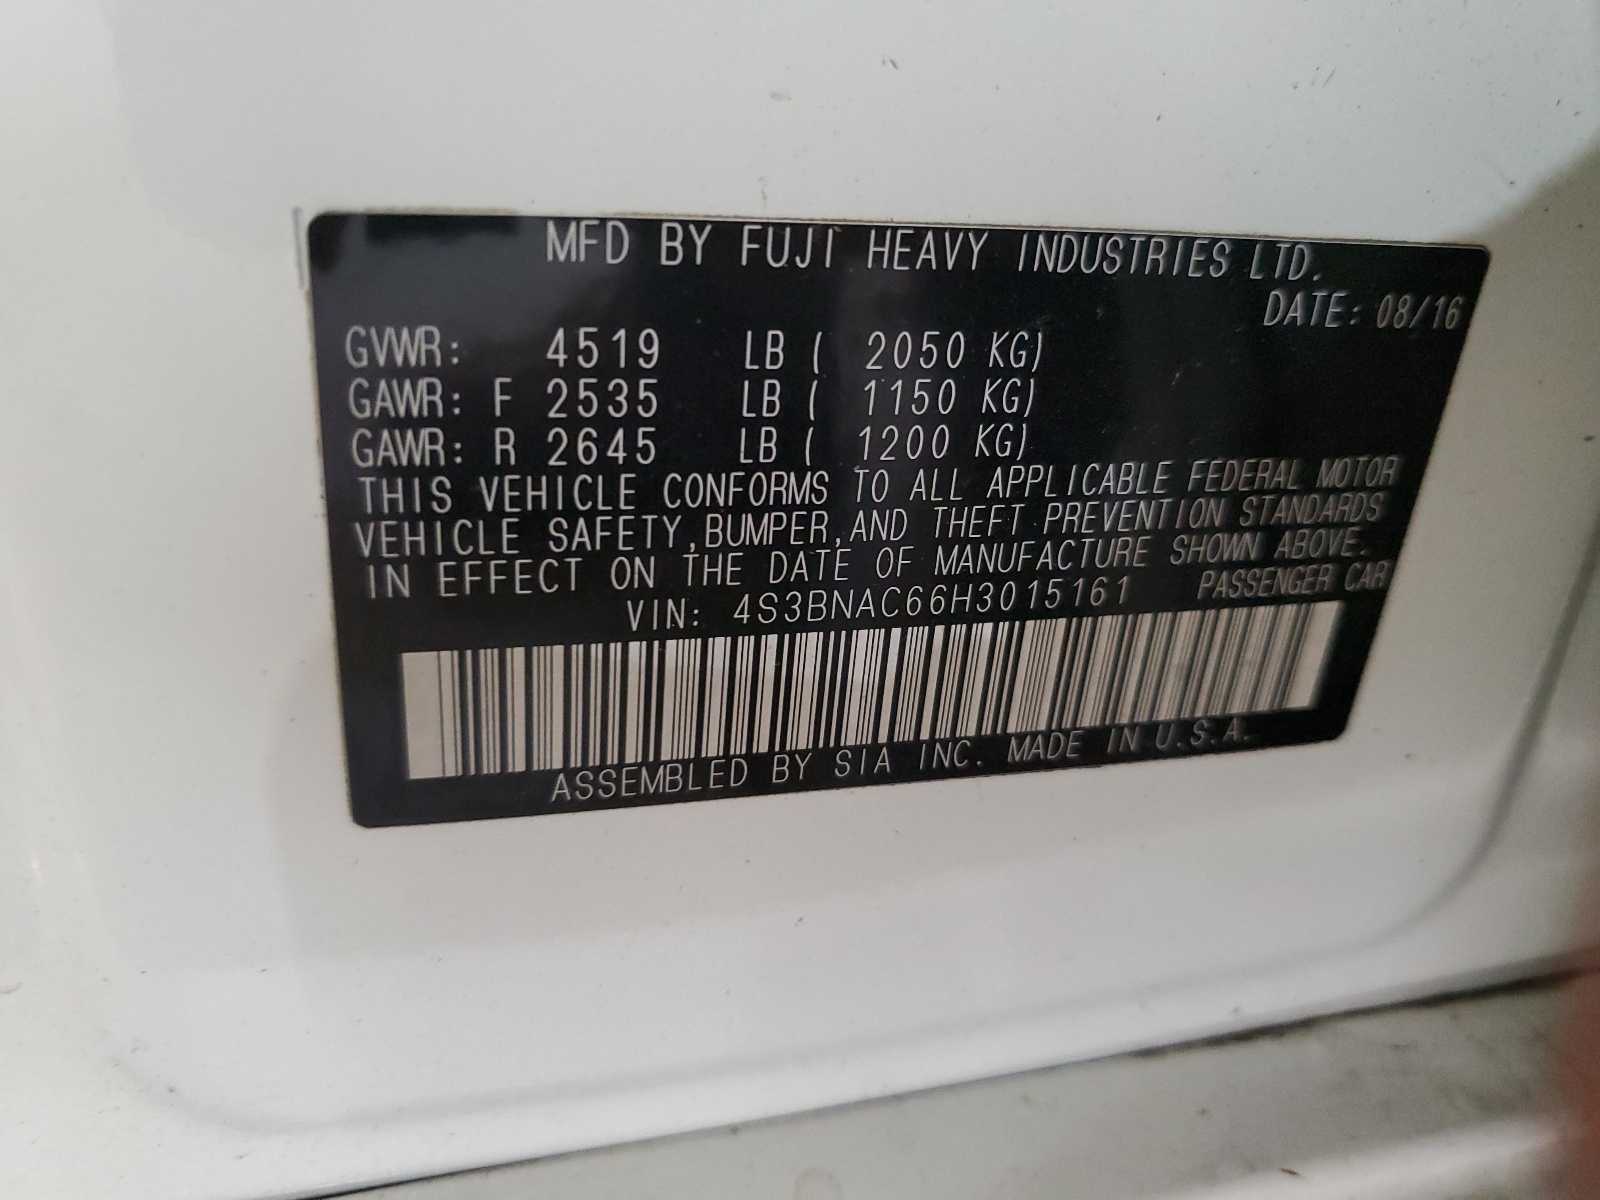 MFD BY FUJI HEAVY INDUSTRIES LTD.
DATE: 08/16
GVWR: 4519 LB ( 2050 KG)
GAWR: F 2535 LB ( 1150 KG)
GAWR: R 2645 LB ( 1200 KG)
THIS VEHICLE CONFORMS TO ALL APPLICABLE FEDERAL MOTOR
VEHICLE SAFETY, BUMPER, AND THEFT PREVENTION STANDARDS
IN EFFECT ON THE DATE OF MANUFACTURE SHOWN ABOVE.
VIN: 4S3BNAC66H3015161 PASSENGER CAR
ASSEMBLED BY SIA INC. MADE IN U.S.A.